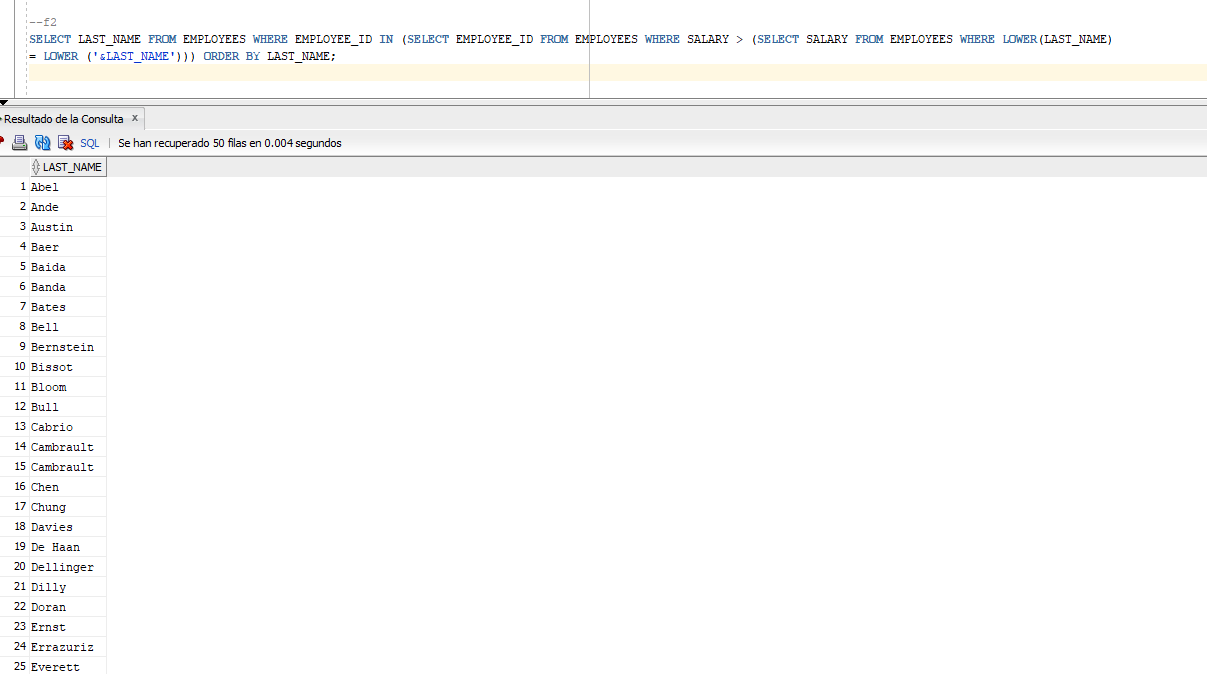 --f2
SELECT LAST_NAME FROM EMPLOYEES WHERE EMPLOYEE_ID IN (SELECT EMPLOYEE_ID FROM EMPLOYEES WHERE SALARY > (SELECT SALARY FROM EMPLOYEES WHERE LOWER(LAST_NAME)
= LOWER ('&LAST_NAME'))) ORDER BY LAST_NAME;
Resultado de la Consulta x
SQL | Se han recuperado 50 filas en 0.004 segundos
LAST_NAME
1 Abel
2 Ande
3 Austin
4 Baer
5 Baida
6 Banda
7 Bates
8 Bell
9 Bernstein
10 Bissot
11 Bloom
12 Bull
13 Cabrio
14 Cambrault
15 Cambrault
16 Chen
17 Chung
18 Davies
19 De Haan
20 Dellinger
21 Dilly
22 Doran
23 Ernst
24 Errazuriz
25 Everett